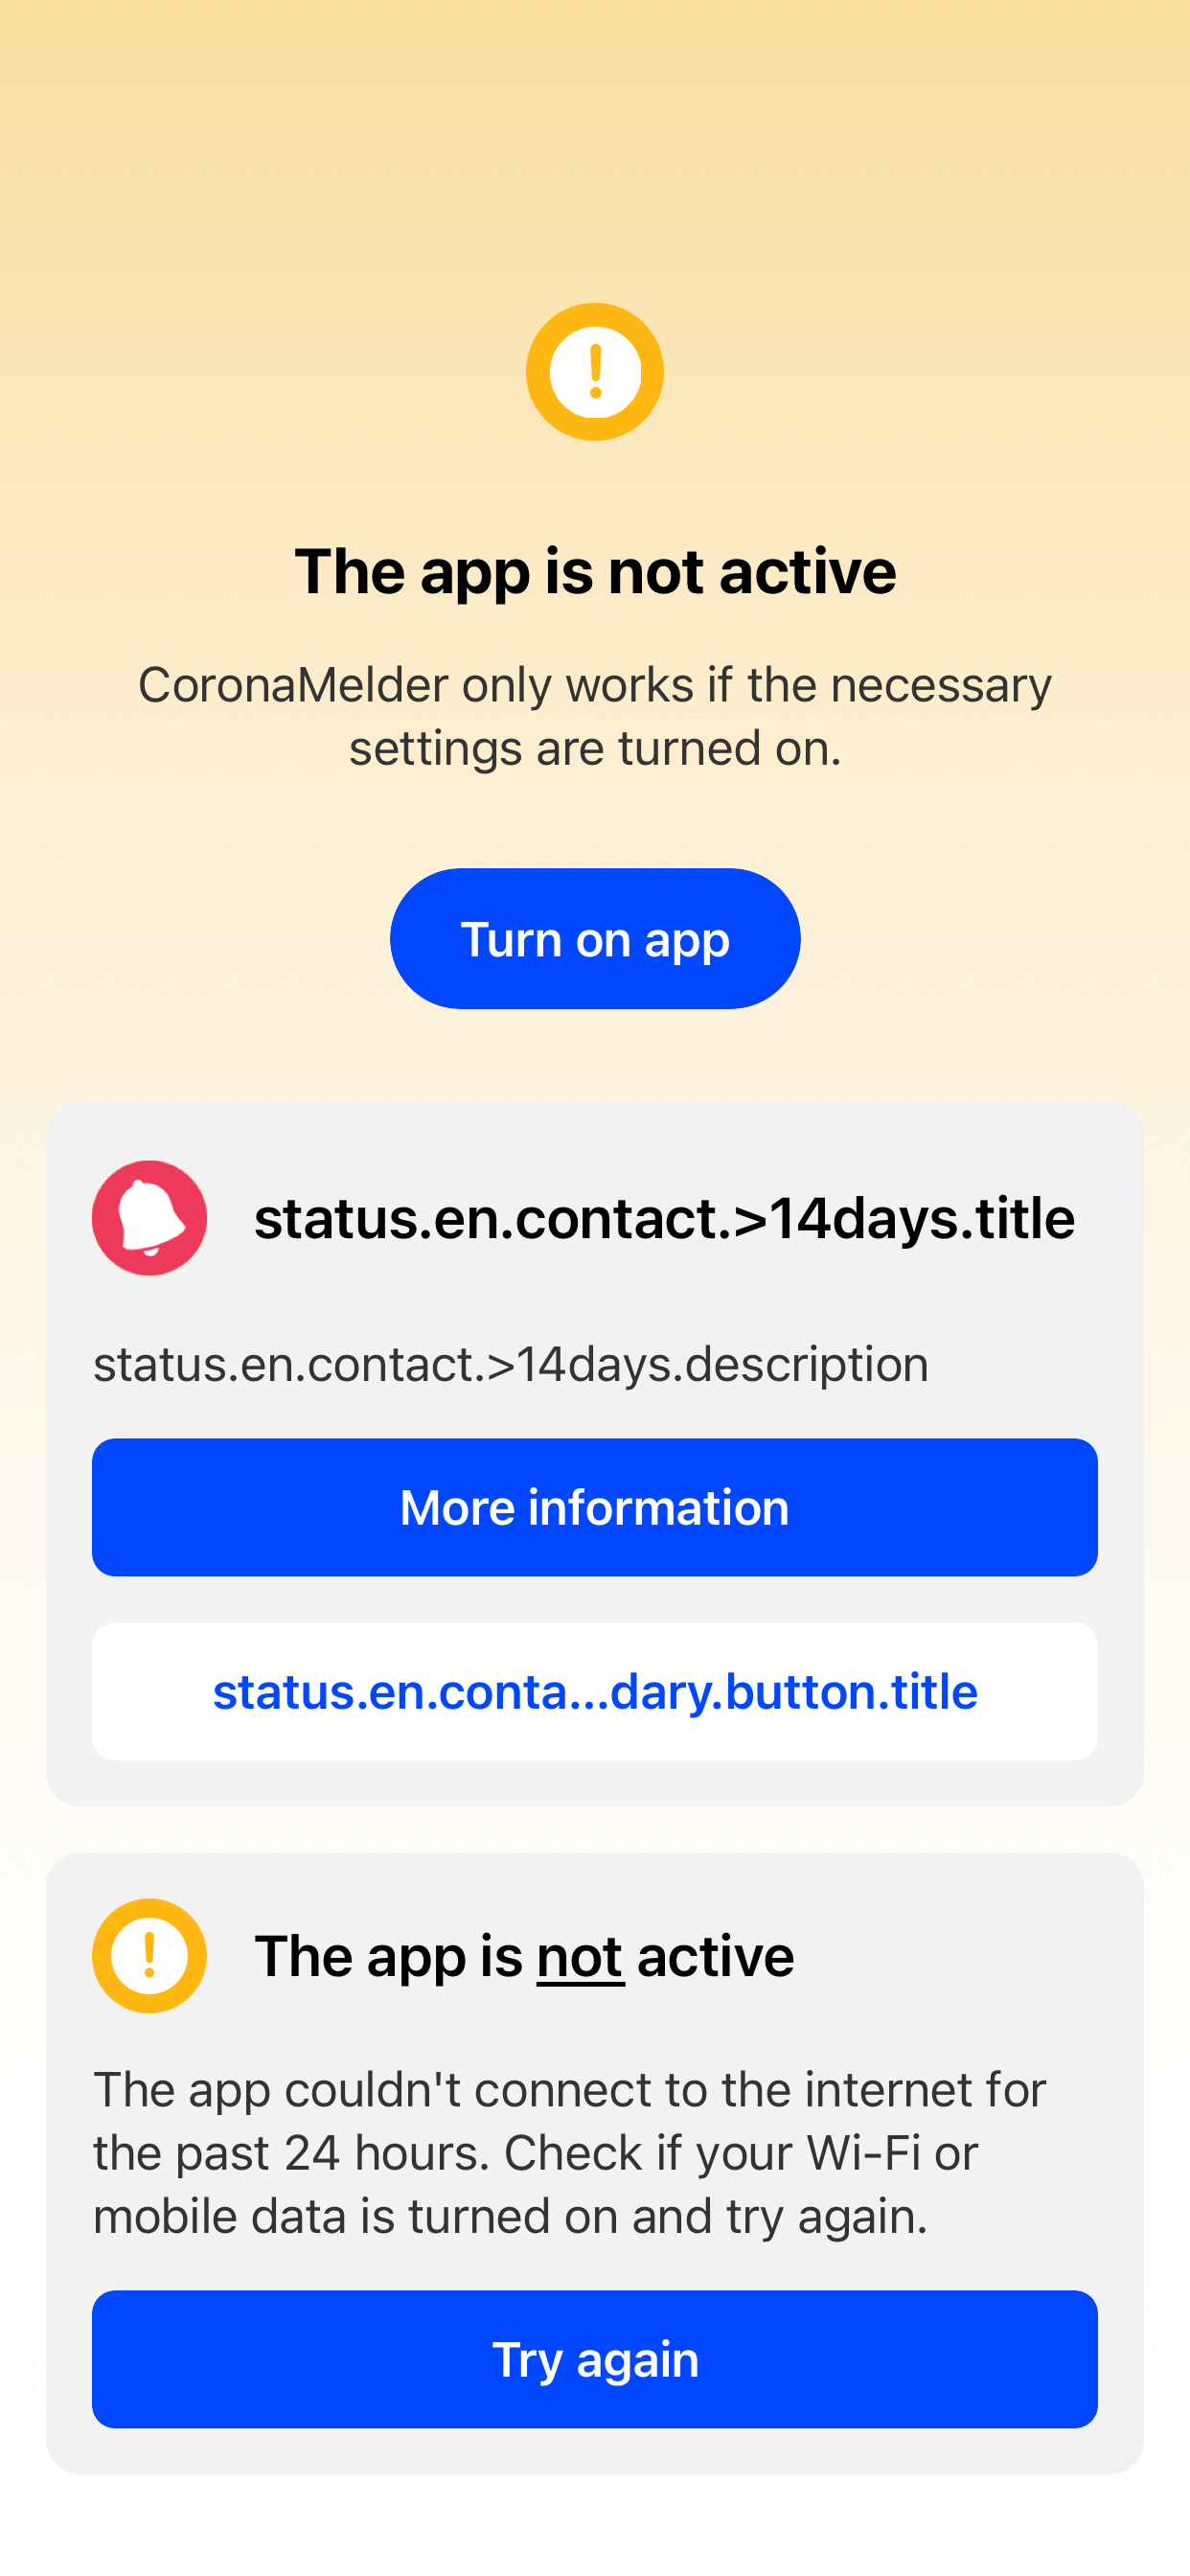 The app is not active
CoronaMelder only works if the necessary
settings are turned on.
Turn on app
status.en.contact.>14days.title
status.en.contact.>14days.description
More information
status.en.conta...dary.button.title
The app is not active
The app couldn't connect to the internet for
the past 24 hours. Check if your Wi-Fi or
mobile data is turned on and try again.
Try again